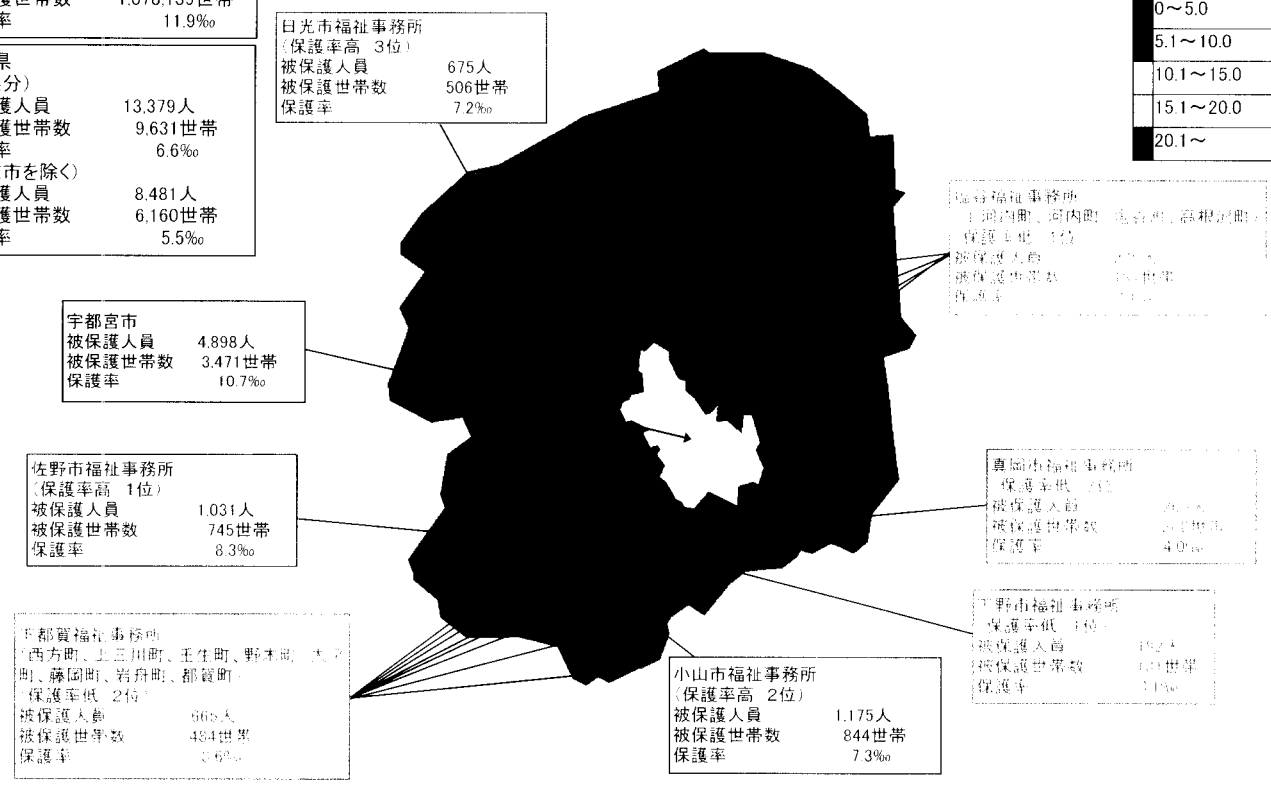 11.9‰
県
分)
護人員 13,379人
護世帯数 9,631世帯
率 6.6‰
市を除く)
護人員 8,481人
護世帯数 6,160世帯
率 5.5‰
日光市福祉事務所
(保護率高 3位)
被保護人員 675人
被保護世帯数 506世帯
保護率 7.2‰
0～5.0
5.1～10.0
10.1～15.0
15.1～20.0
20.1～
福祉事務所
河内町、高根沢町
保護率低
被保護人員
被保護世帯数 世帯
保護率
宇都宮市
被保護人員 4,898人
被保護世帯数 3,471世帯
保護率 10.7‰
佐野市福祉事務所
(保護率高 1位)
被保護人員 1,031人
被保護世帯数 745世帯
保護率 8.3‰
真岡市福祉事務所
保護率低
被保護人員
被保護世帯数
保護率 4.0‰
下都賀福祉事務所
(西方町、上三川町、壬生町、野木町
町、藤岡町、岩舟町、都賀町)
(保護率低 2位)
被保護人員 665人
被保護世帯数 484世帯
保護率
小山市福祉事務所
(保護率高 2位)
被保護人員 1,175人
被保護世帯数 844世帯
保護率 7.3‰
下野市福祉事務所
保護率低
被保護人員
被保護世帯数 世帯
保護率